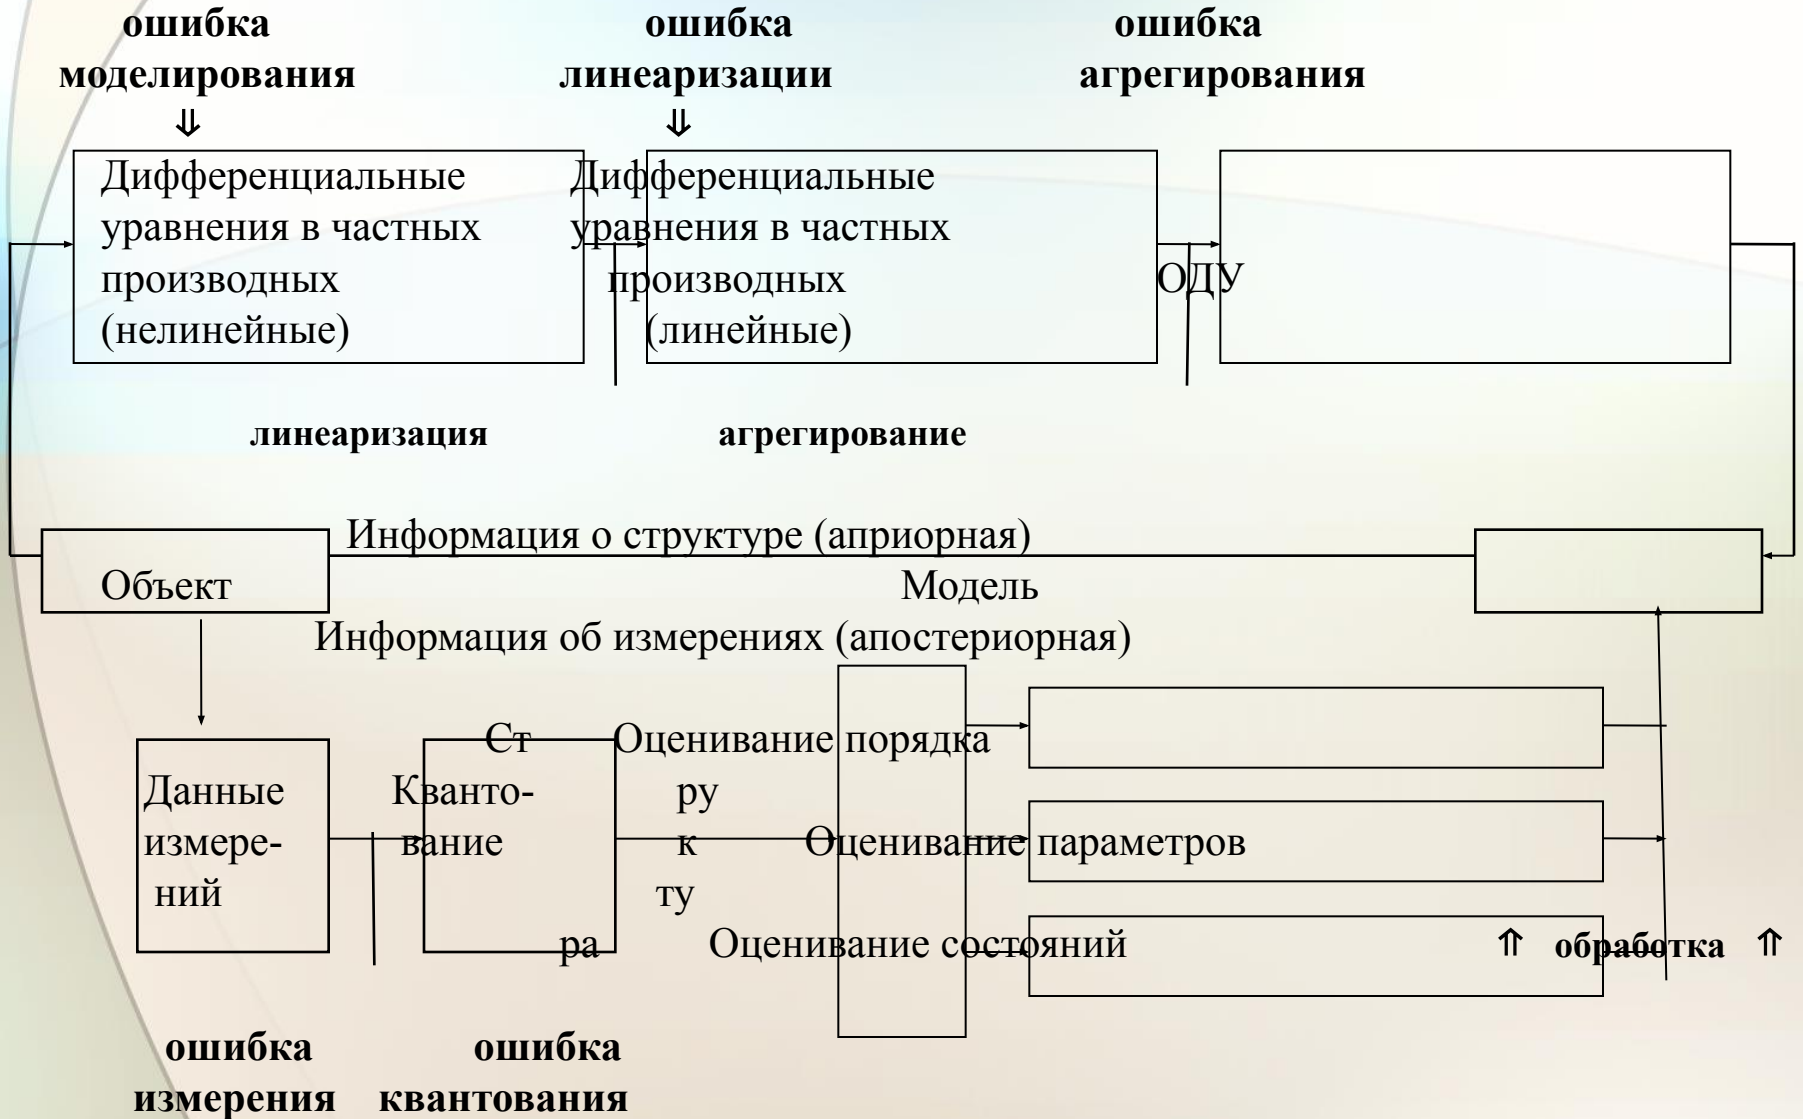 ошибка ошибка ошибка
моделирования линеаризации агрегирования
⇓ ⇓
Дифференциальные Дифференциальные
уравнения в частных уравнения в частных
производных производных ОДУ
(нелинейные) (линейные)
линеаризация агрегирование
Информация о структуре (априорная)
Объект Модель
Информация об измерениях (апостериорная)
Ст Оценивание порядка
Данные Кванто- ру
измере- вание к Оценивание параметров
ний ту
ра Оценивание состояний ⇑ обработка ⇑
ошибка ошибка
измерения квантования